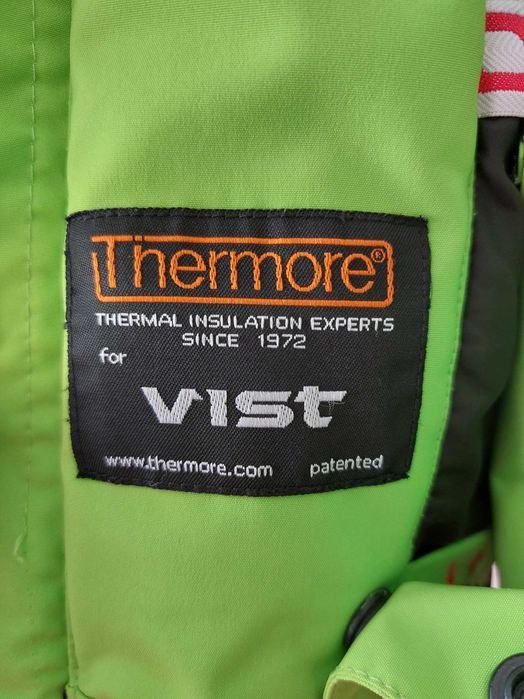 Thermore®
THERMAL INSULATION EXPERTS
SINCE 1972
for
vist
www.thermore.com patented